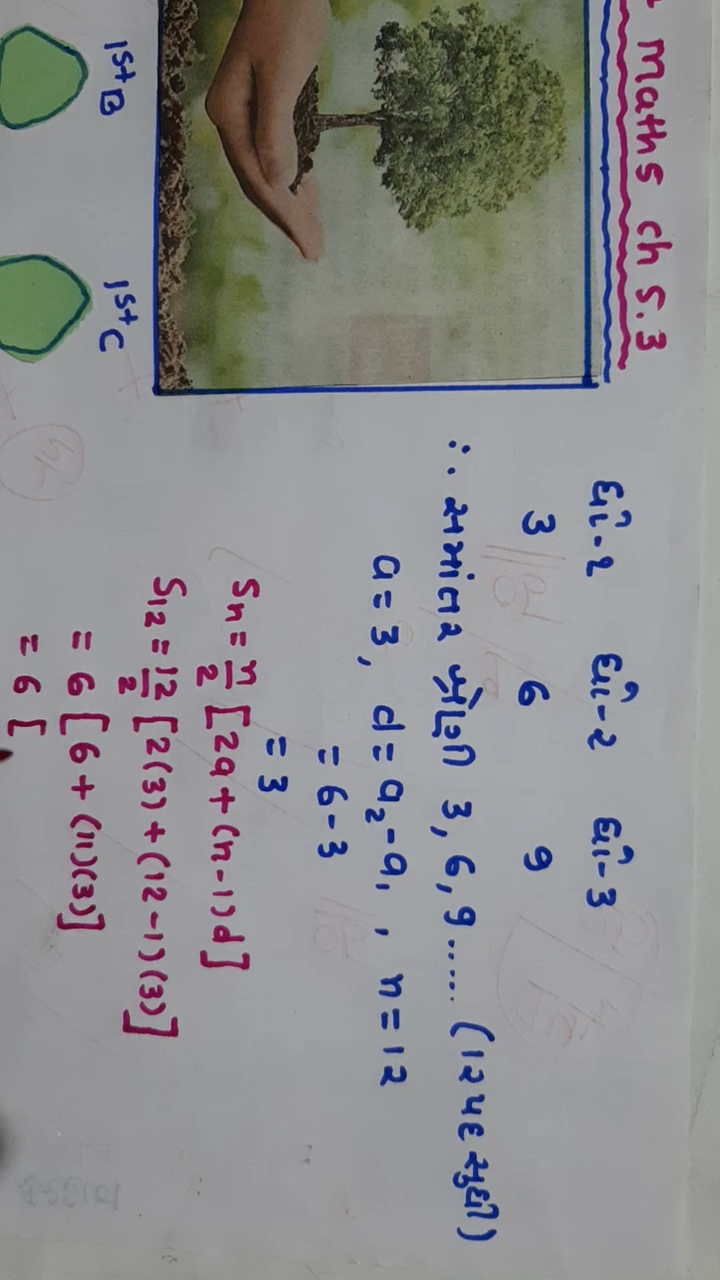 Maths ch 5.3
1st B
1st C
ધો-૧ ધો-2 ધો-3
3 6 9
∴ સમાંતર શ્રેણી 3, 6, 9 ...... (12 પદ સુધી)
a = 3, d = a₂ - a₁, n = 12
= 6 - 3
= 3
Sn = n/2 [2a + (n-1)d]
S12 = 12/2 [2(3) + (12-1)(3)]
= 6 [6 + (11)(3)]
= 6 [